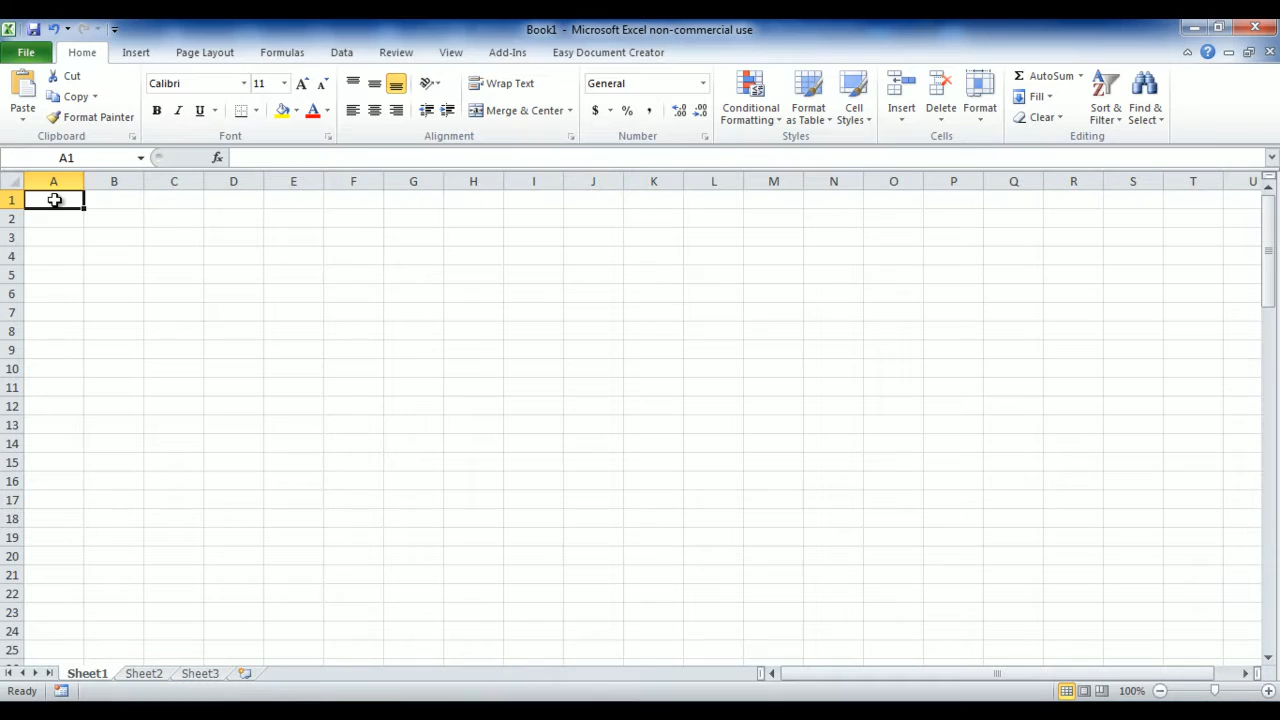 Book1 - Microsoft Excel non-commercial use
File Home Insert Page Layout Formulas Data Review View Add-Ins Easy Document Creator
Paste
Cut
Copy
Format Painter
Clipboard
Calibri 11
B I U
Font
Wrap Text
Merge & Center
Alignment
General
$ % ,
Number
Conditional Formatting
Format as Table
Cell Styles
Styles
Insert
Delete
Format
Cells
Σ AutoSum
Fill
Clear
Sort & Filter
Find & Select
Editing
A1 fx
A B C D E F G H I J K L M N O P Q R S T U
1
2
3
4
5
6
7
8
9
10
11
12
13
14
15
16
17
18
19
20
21
22
23
24
25
Sheet1 Sheet2 Sheet3
Ready 100%